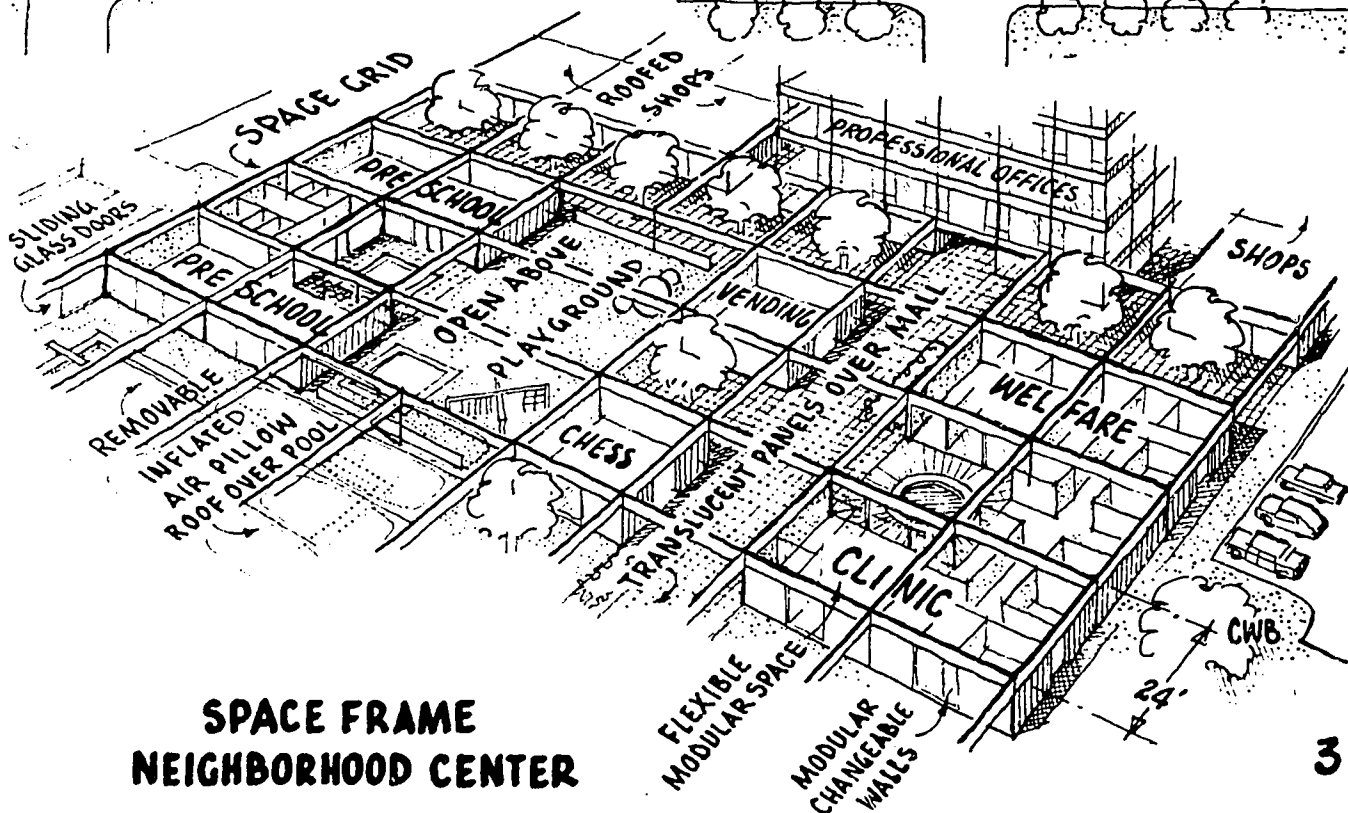 SPACE GRID
ROOFED
SHOPS
PROFESSIONAL OFFICES
SLIDING
GLASS DOORS
PRE SCHOOL
PRE SCHOOL
SHOPS
OPEN ABOVE
PLAYGROUND
VENDING
TRANSLUCENT PANELS OVER MALL
WELFARE
REMOVABLE
INFLATED
AIR PILLOW
ROOF OVER POOL
CHESS
CLINIC
CWB
24'
FLEXIBLE
MODULAR SPACE
MODULAR
CHANGEABLE
WALLS
SPACE FRAME
NEIGHBORHOOD CENTER
3